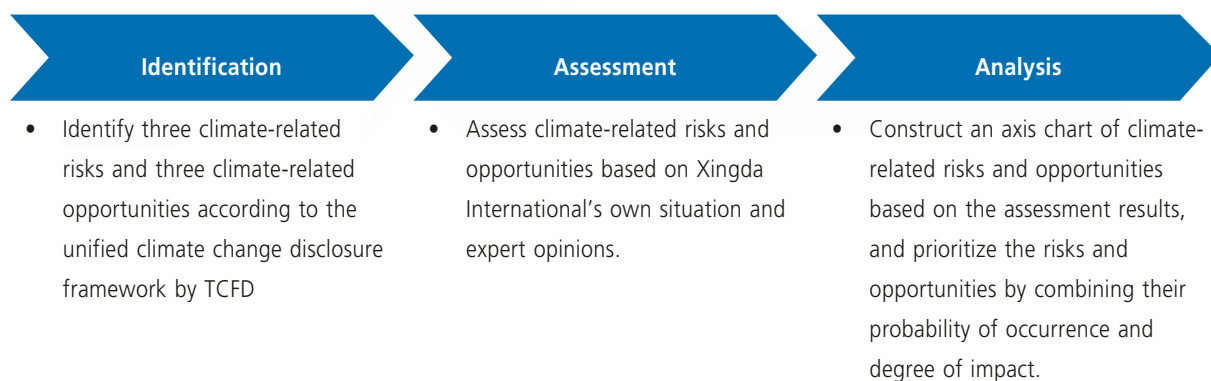 Identification
• Identify three climate-related
risks and three climate-related
opportunities according to the
unified climate change disclosure
framework by TCFD
Assessment
• Assess climate-related risks and
opportunities based on Xingda
International’s own situation and
expert opinions.
Analysis
• Construct an axis chart of climate-
related risks and opportunities
based on the assessment results,
and prioritize the risks and
opportunities by combining their
probability of occurrence and
degree of impact.